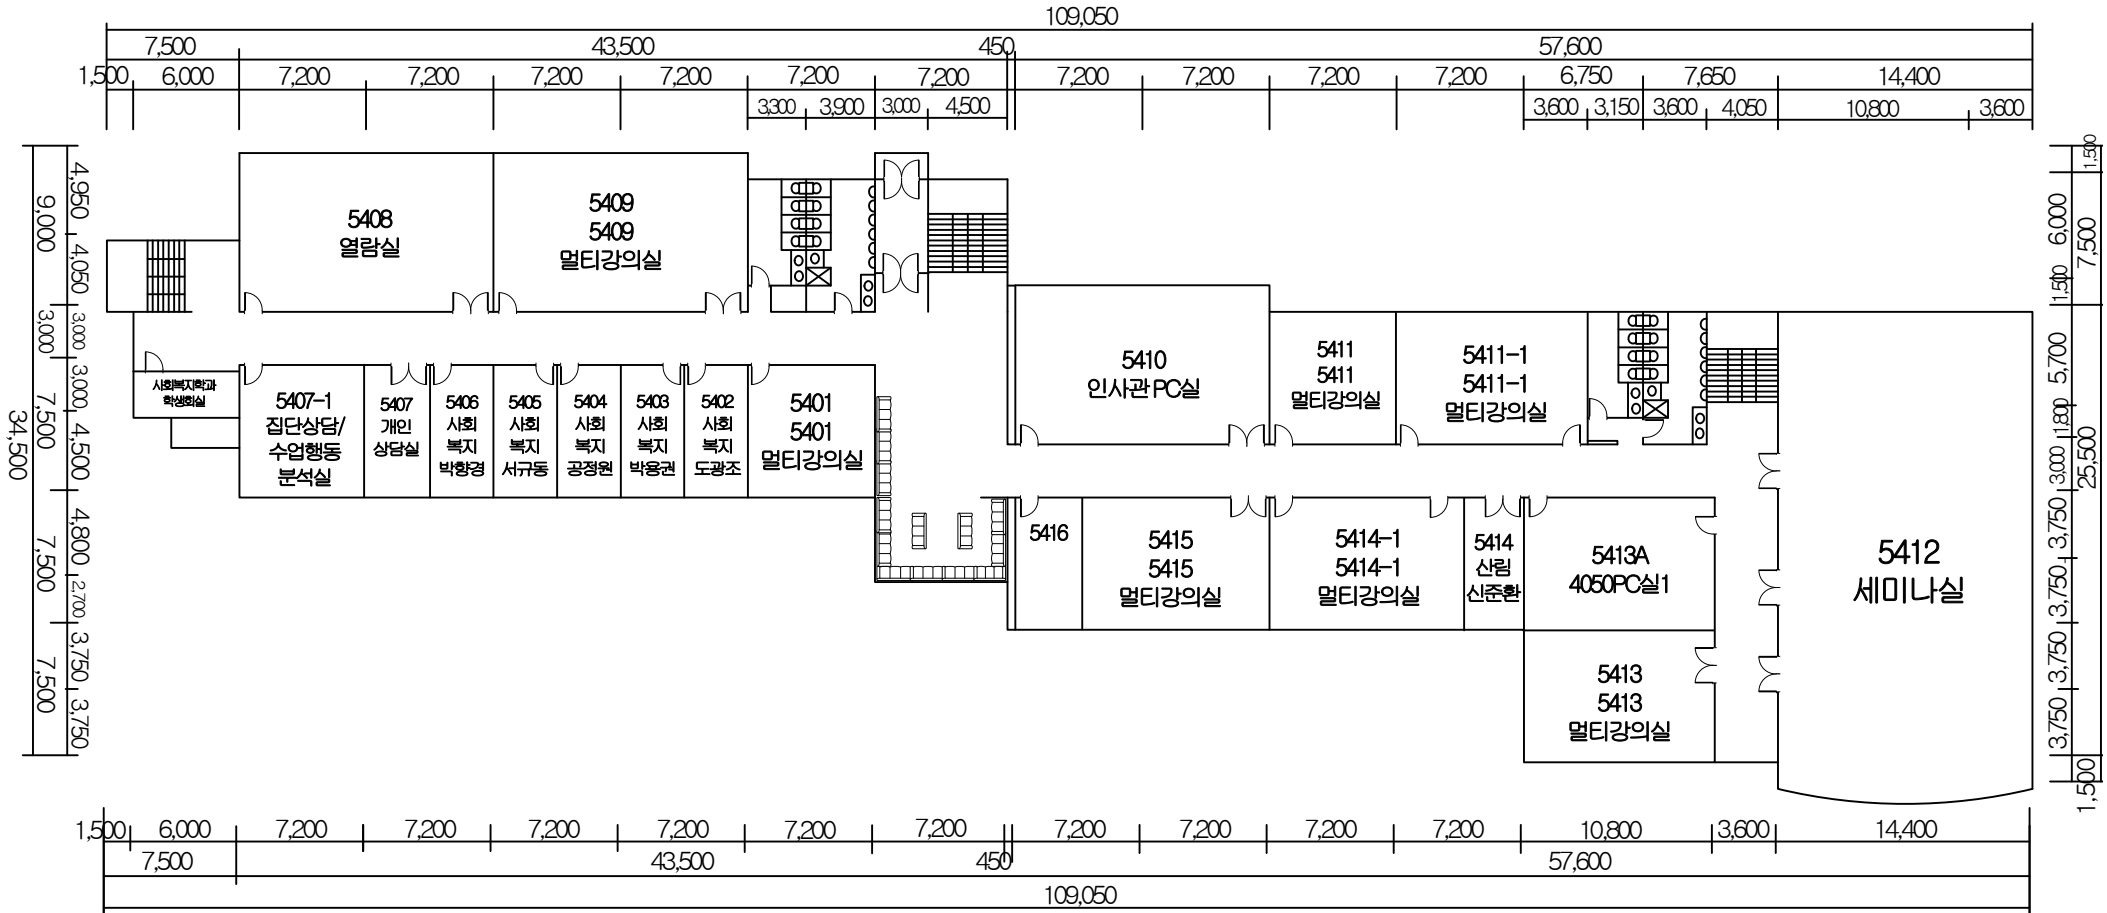 109,050
7,500
43,500
450
57,600
1,500
6,000
7,200
7,200
7,200
7,200
7,200
7,200
7,200
7,200
7,200
7,200
6,750
7,650
14,400
3,300
3,900
3,000
4,500
3,600
3,150
3,600
4,050
10,800
3,600
34,500
9,000
3,000
7,500
7,500
7,500
4,950
4,050
3,000
3,000
4,500
4,800
2,700
3,750
3,750
5408
열람실
5409
5409
멀티강의실
사회복지학과
학생회실
5407-1
집단상담/
수업행동
분석실
5407
개인
상담실
5406
사회
복지
박향경
5405
사회
복지
서규동
5404
사회
복지
공정원
5403
사회
복지
박용권
5402
사회
복지
도광조
5401
5401
멀티강의실
5410
인사관 PC실
5411
5411
멀티강의실
5411-1
5411-1
멀티강의실
5416
5415
5415
멀티강의실
5414-1
5414-1
멀티강의실
5414
산림
신준환
5413A
4050PC실1
5413
5413
멀티강의실
5412
세미나실
1,500
6,000
1,500
5,700
1,800
3,000
3,750
3,750
3,750
3,750
7,500
25,500
1,500
1,500
6,000
7,200
7,200
7,200
7,200
7,200
7,200
7,200
7,200
7,200
7,200
10,800
3,600
14,400
7,500
43,500
450
57,600
109,050